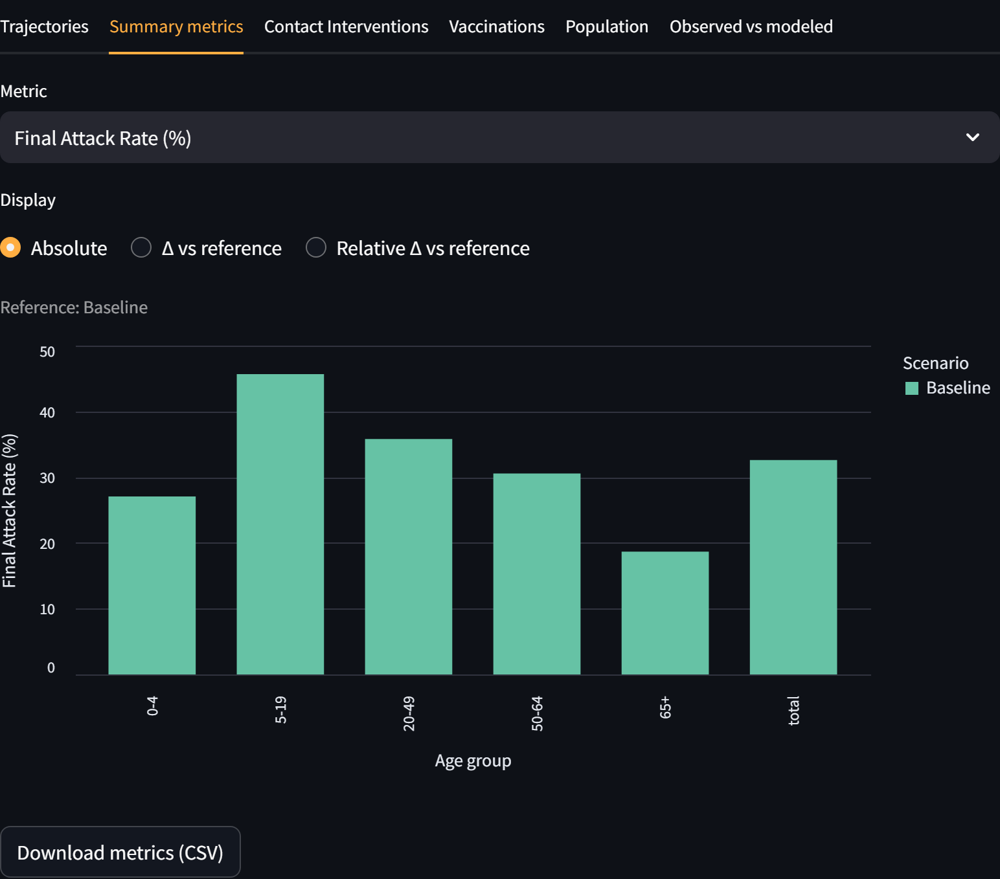 Trajectories Summary metrics Contact Interventions Vaccinations Population Observed vs modeled
Metric
Final Attack Rate (%)
Display
Absolute Δ vs reference Relative Δ vs reference
Reference: Baseline
50
40
30
20
10
0
Final Attack Rate (%)
0-4 5-19 20-49 50-64 65+ total
Age group
Scenario
Baseline
Download metrics (CSV)